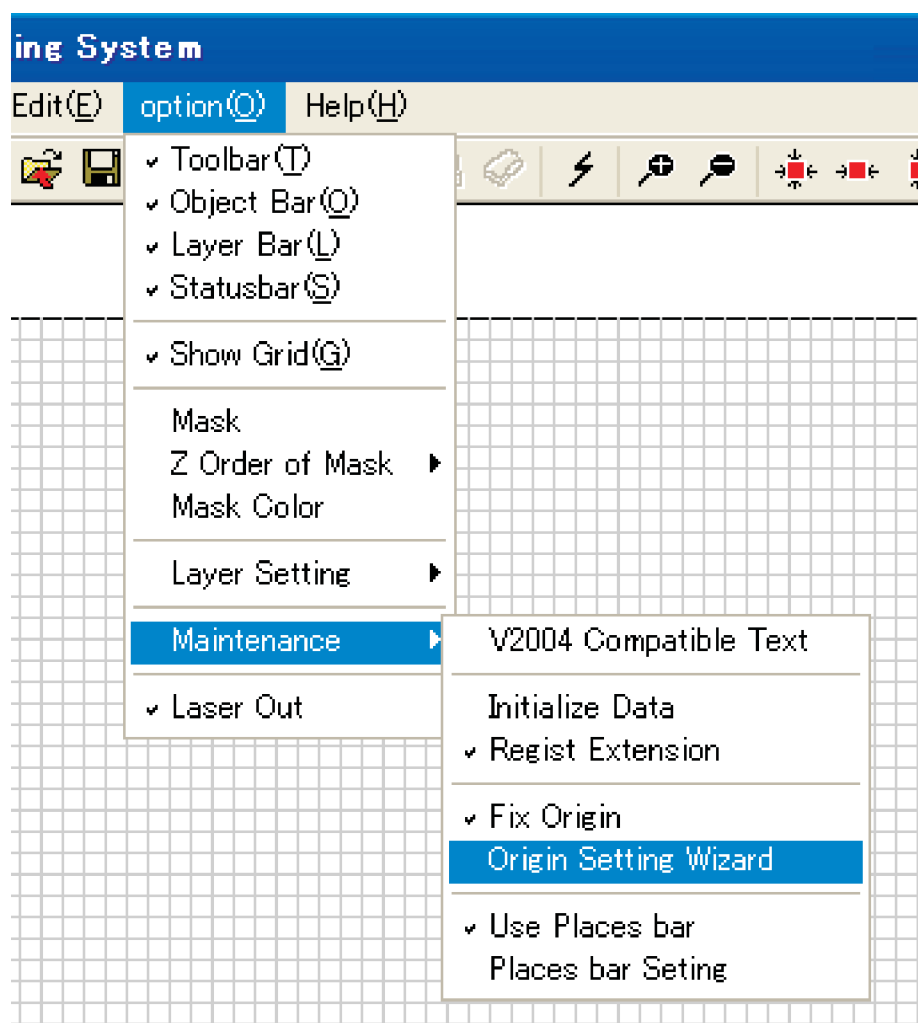 ing System
Edit(E) option(O) Help(H)
Toolbar(T)
Object Bar(O)
Layer Bar(L)
Statusbar(S)
Show Grid(G)
Mask
Z Order of Mask
Mask Color
Layer Setting
Maintenance
Laser Out
V2004 Compatible Text
Initialize Data
Regist Extension
Fix Origin
Origin Setting Wizard
Use Places bar
Places bar Seting